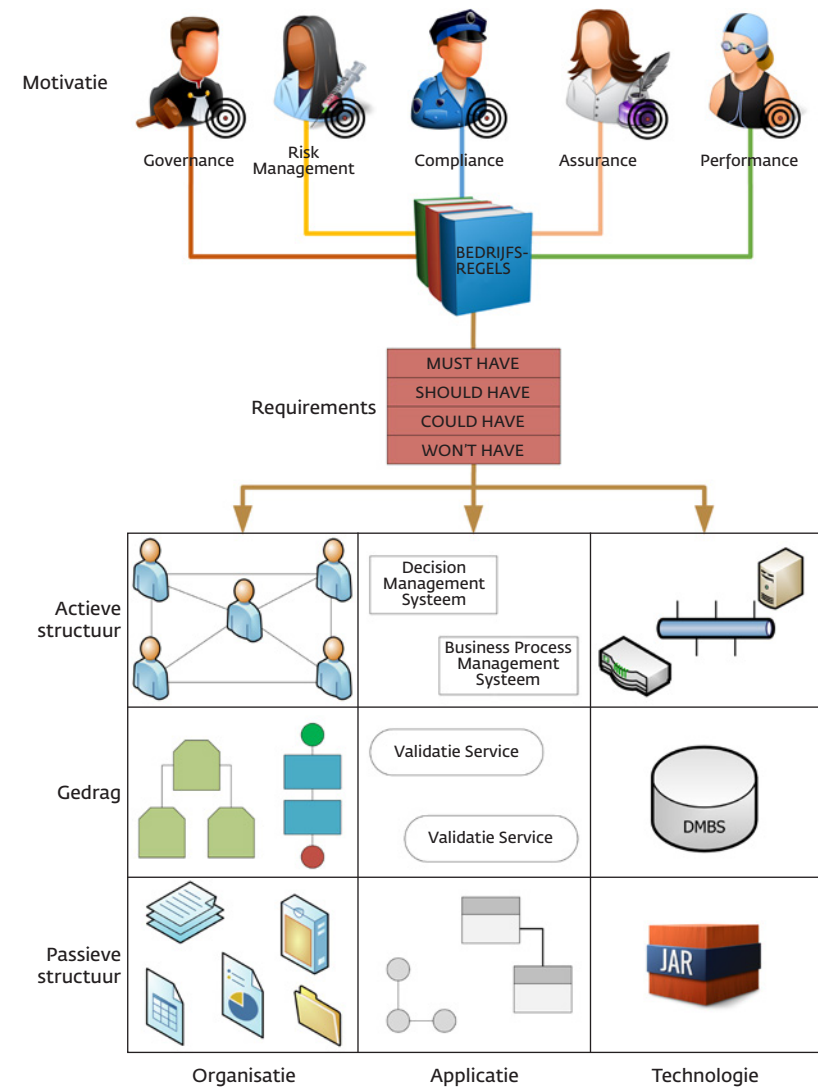 Motivatie
Governance
Risk
Management
Compliance
Assurance
Performance
BEDRIJFS-
REGELS
Requirements
MUST HAVE
SHOULD HAVE
COULD HAVE
WON'T HAVE
Actieve
structuur
Decision
Management
Systeem
Business Process
Management
Systeem
Gedrag
Validatie Service
Validatie Service
DMBS
Passieve
structuur
JAR
Organisatie
Applicatie
Technologie